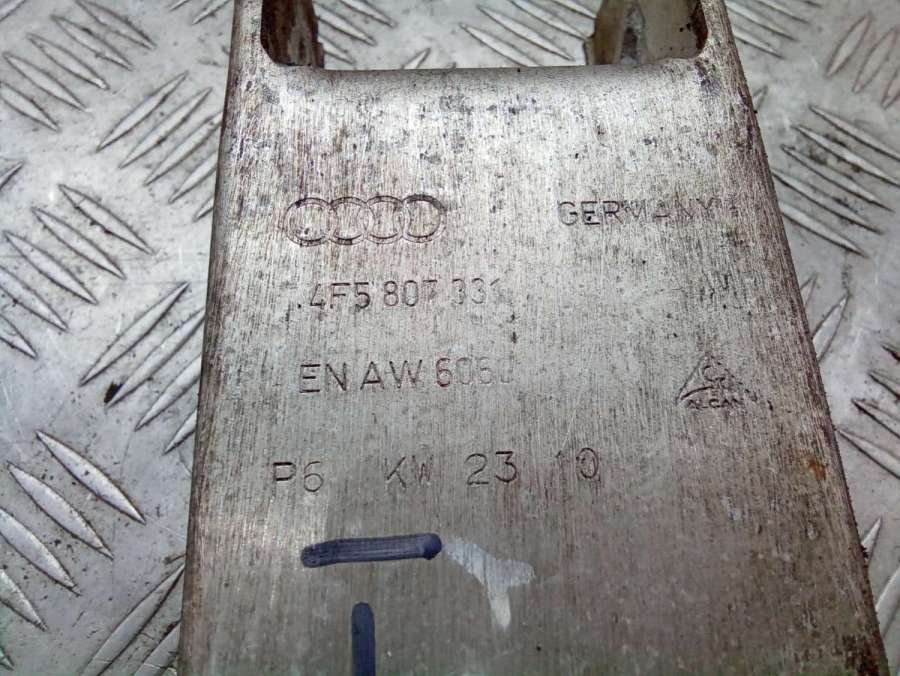 GERMANY
4F5 807 331
EN AW 6060
ALCAN
P6 KW 23 10